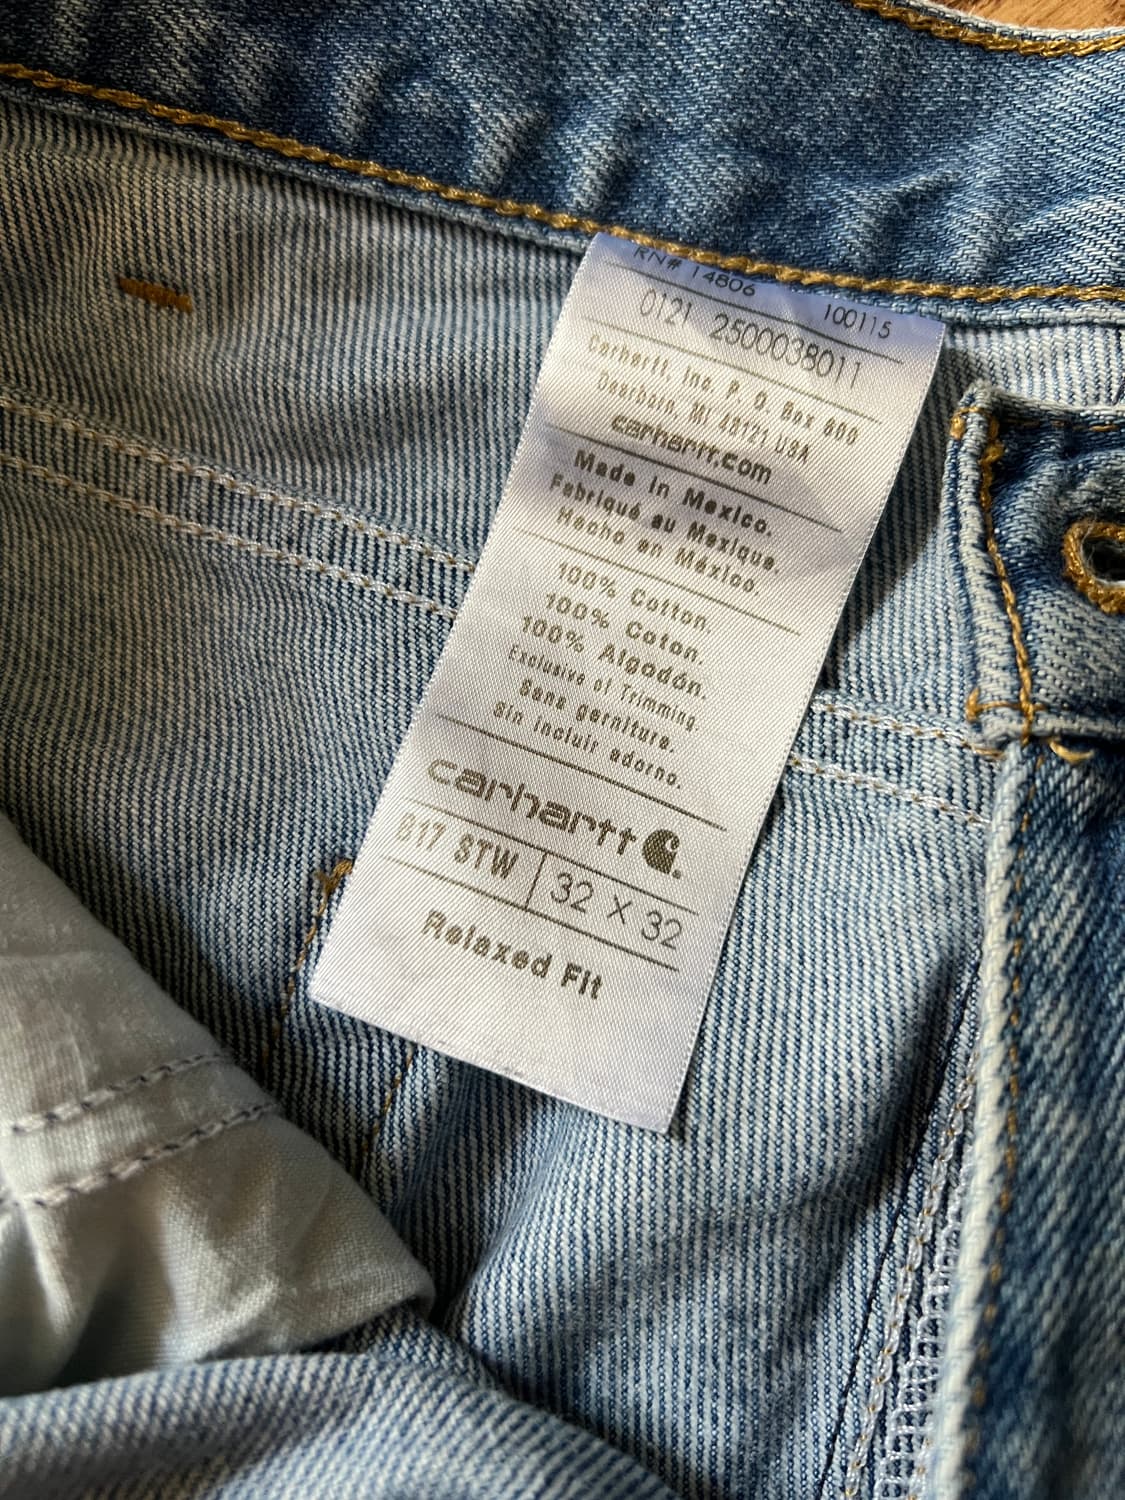 RN# 14806
100115
0121 2500038011
Carhartt, Inc. P. O. Box 600
Dearborn, MI 48121 USA
carhartt.com
Made in Mexico.
Fabriqué au Mexique.
Hecho en México.
100% Cotton.
100% Coton.
100% Algodón.
Exclusive of Trimming.
Sans garniture.
Sin incluir adorno.
carhartt
B17 STW 32 X 32
Relaxed Fit